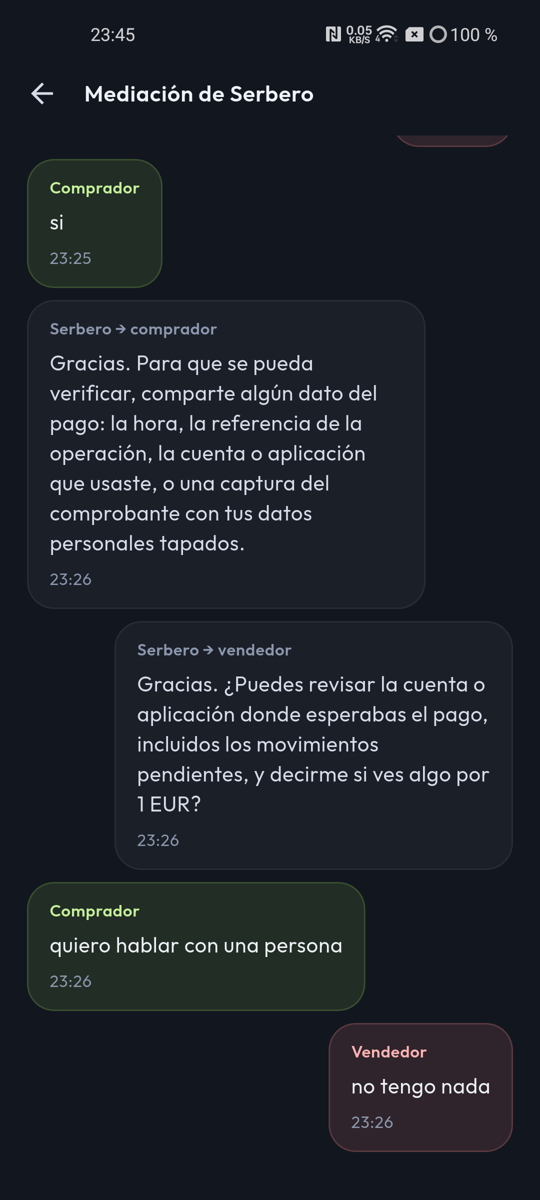 23:45
0.05
KB/S
100 %
Mediación de Serbero
Comprador
si
23:25
Serbero → comprador
Gracias. Para que se pueda
verificar, comparte algún dato del
pago: la hora, la referencia de la
operación, la cuenta o aplicación
que usaste, o una captura del
comprobante con tus datos
personales tapados.
23:26
Serbero → vendedor
Gracias. ¿Puedes revisar la cuenta o
aplicación donde esperabas el pago,
incluidos los movimientos
pendientes, y decirme si ves algo por
1 EUR?
23:26
Comprador
quiero hablar con una persona
23:26
Vendedor
no tengo nada
23:26